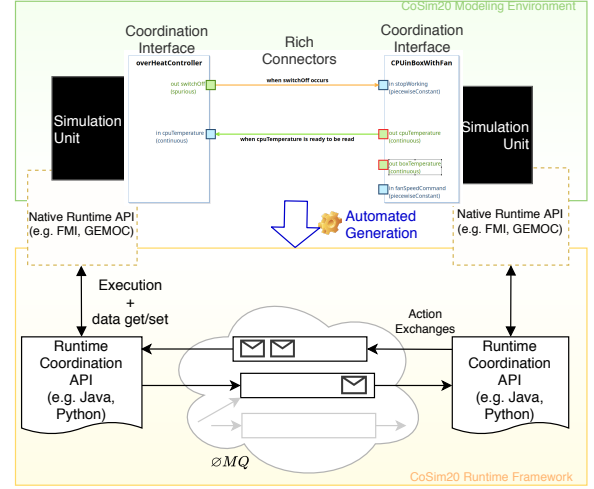 CoSim20 Modeling Environment
Coordination
Interface
Rich
Connectors
Coordination
Interface
overHeatController
CPUinBoxWithFan
out switchOff
(spurious)
when switchOff occurs
in stopWorking
(piecewiseConstant)
Simulation
Unit
in cpuTemperature
(continuous)
when cpuTemperature is ready to be read
out cpuTemperature
(continuous)
Simulation
Unit
out boxTemperature
(continuous)
in fanSpeedCommand
(piecewiseConstant)
Native Runtime API
(e.g. FMI, GEMOC)
Automated
Generation
Native Runtime API
(e.g. FMI, GEMOC)
Execution
+
data get/set
Action
Exchanges
Runtime
Coordination
API
(e.g. Java,
Python)
Runtime
Coordination
API
(e.g. Java,
Python)
∅MQ
CoSim20 Runtime Framework